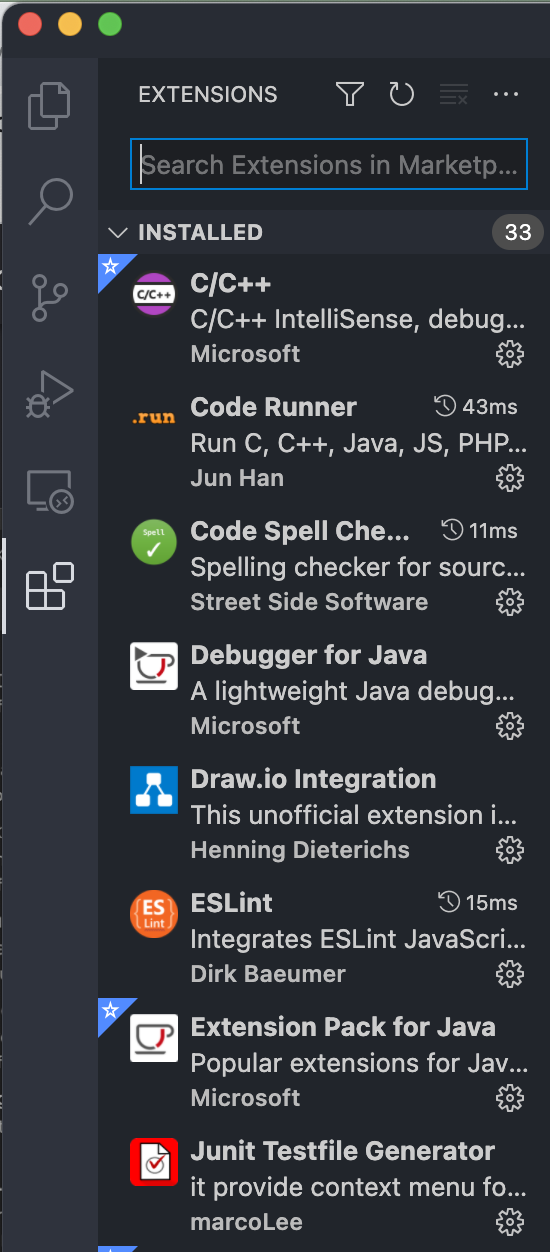 EXTENSIONS
Search Extensions in Marketp...
INSTALLED 33
C/C++
C/C++
C/C++ IntelliSense, debug...
Microsoft
.run
Code Runner 43ms
Run C, C++, Java, JS, PHP...
Jun Han
Spell
Code Spell Che... 11ms
Spelling checker for sourc...
Street Side Software
Debugger for Java
A lightweight Java debug...
Microsoft
Draw.io Integration
This unofficial extension i...
Henning Dieterichs
ES
Lint
ESLint 15ms
Integrates ESLint JavaScri...
Dirk Baeumer
Extension Pack for Java
Popular extensions for Jav...
Microsoft
Junit Testfile Generator
it provide context menu fo...
marcoLee